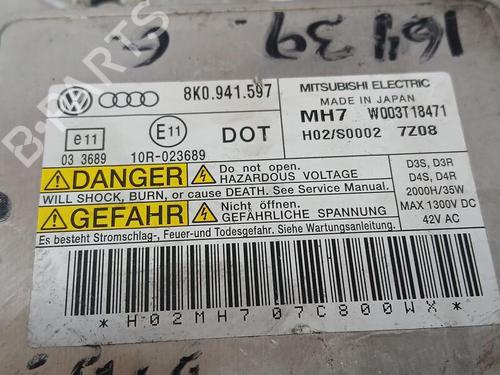 1641 39
8K0.941.597
MITSUBISHI ELECTRIC
MADE IN JAPAN
MH7 W003T18471
H02/S0002 7Z08
e11
03 3689
E11
10R-023689
DOT
DANGER
Do not open.
HAZARDOUS VOLTAGE
WILL SHOCK, BURN, or cause DEATH. See Service Manual.
GEFAHR
Nicht öffnen.
GEFÄHRLICHE SPANNUNG
Es besteht Stromschlag-, Feuer-und Todesgefahr. Siehe Wartungsanleitung.
D3S, D3R
D4S, D4R
2000H/35W
MAX 1300V DC
42V AC
*H02MH707C800WX*
B-PARTS